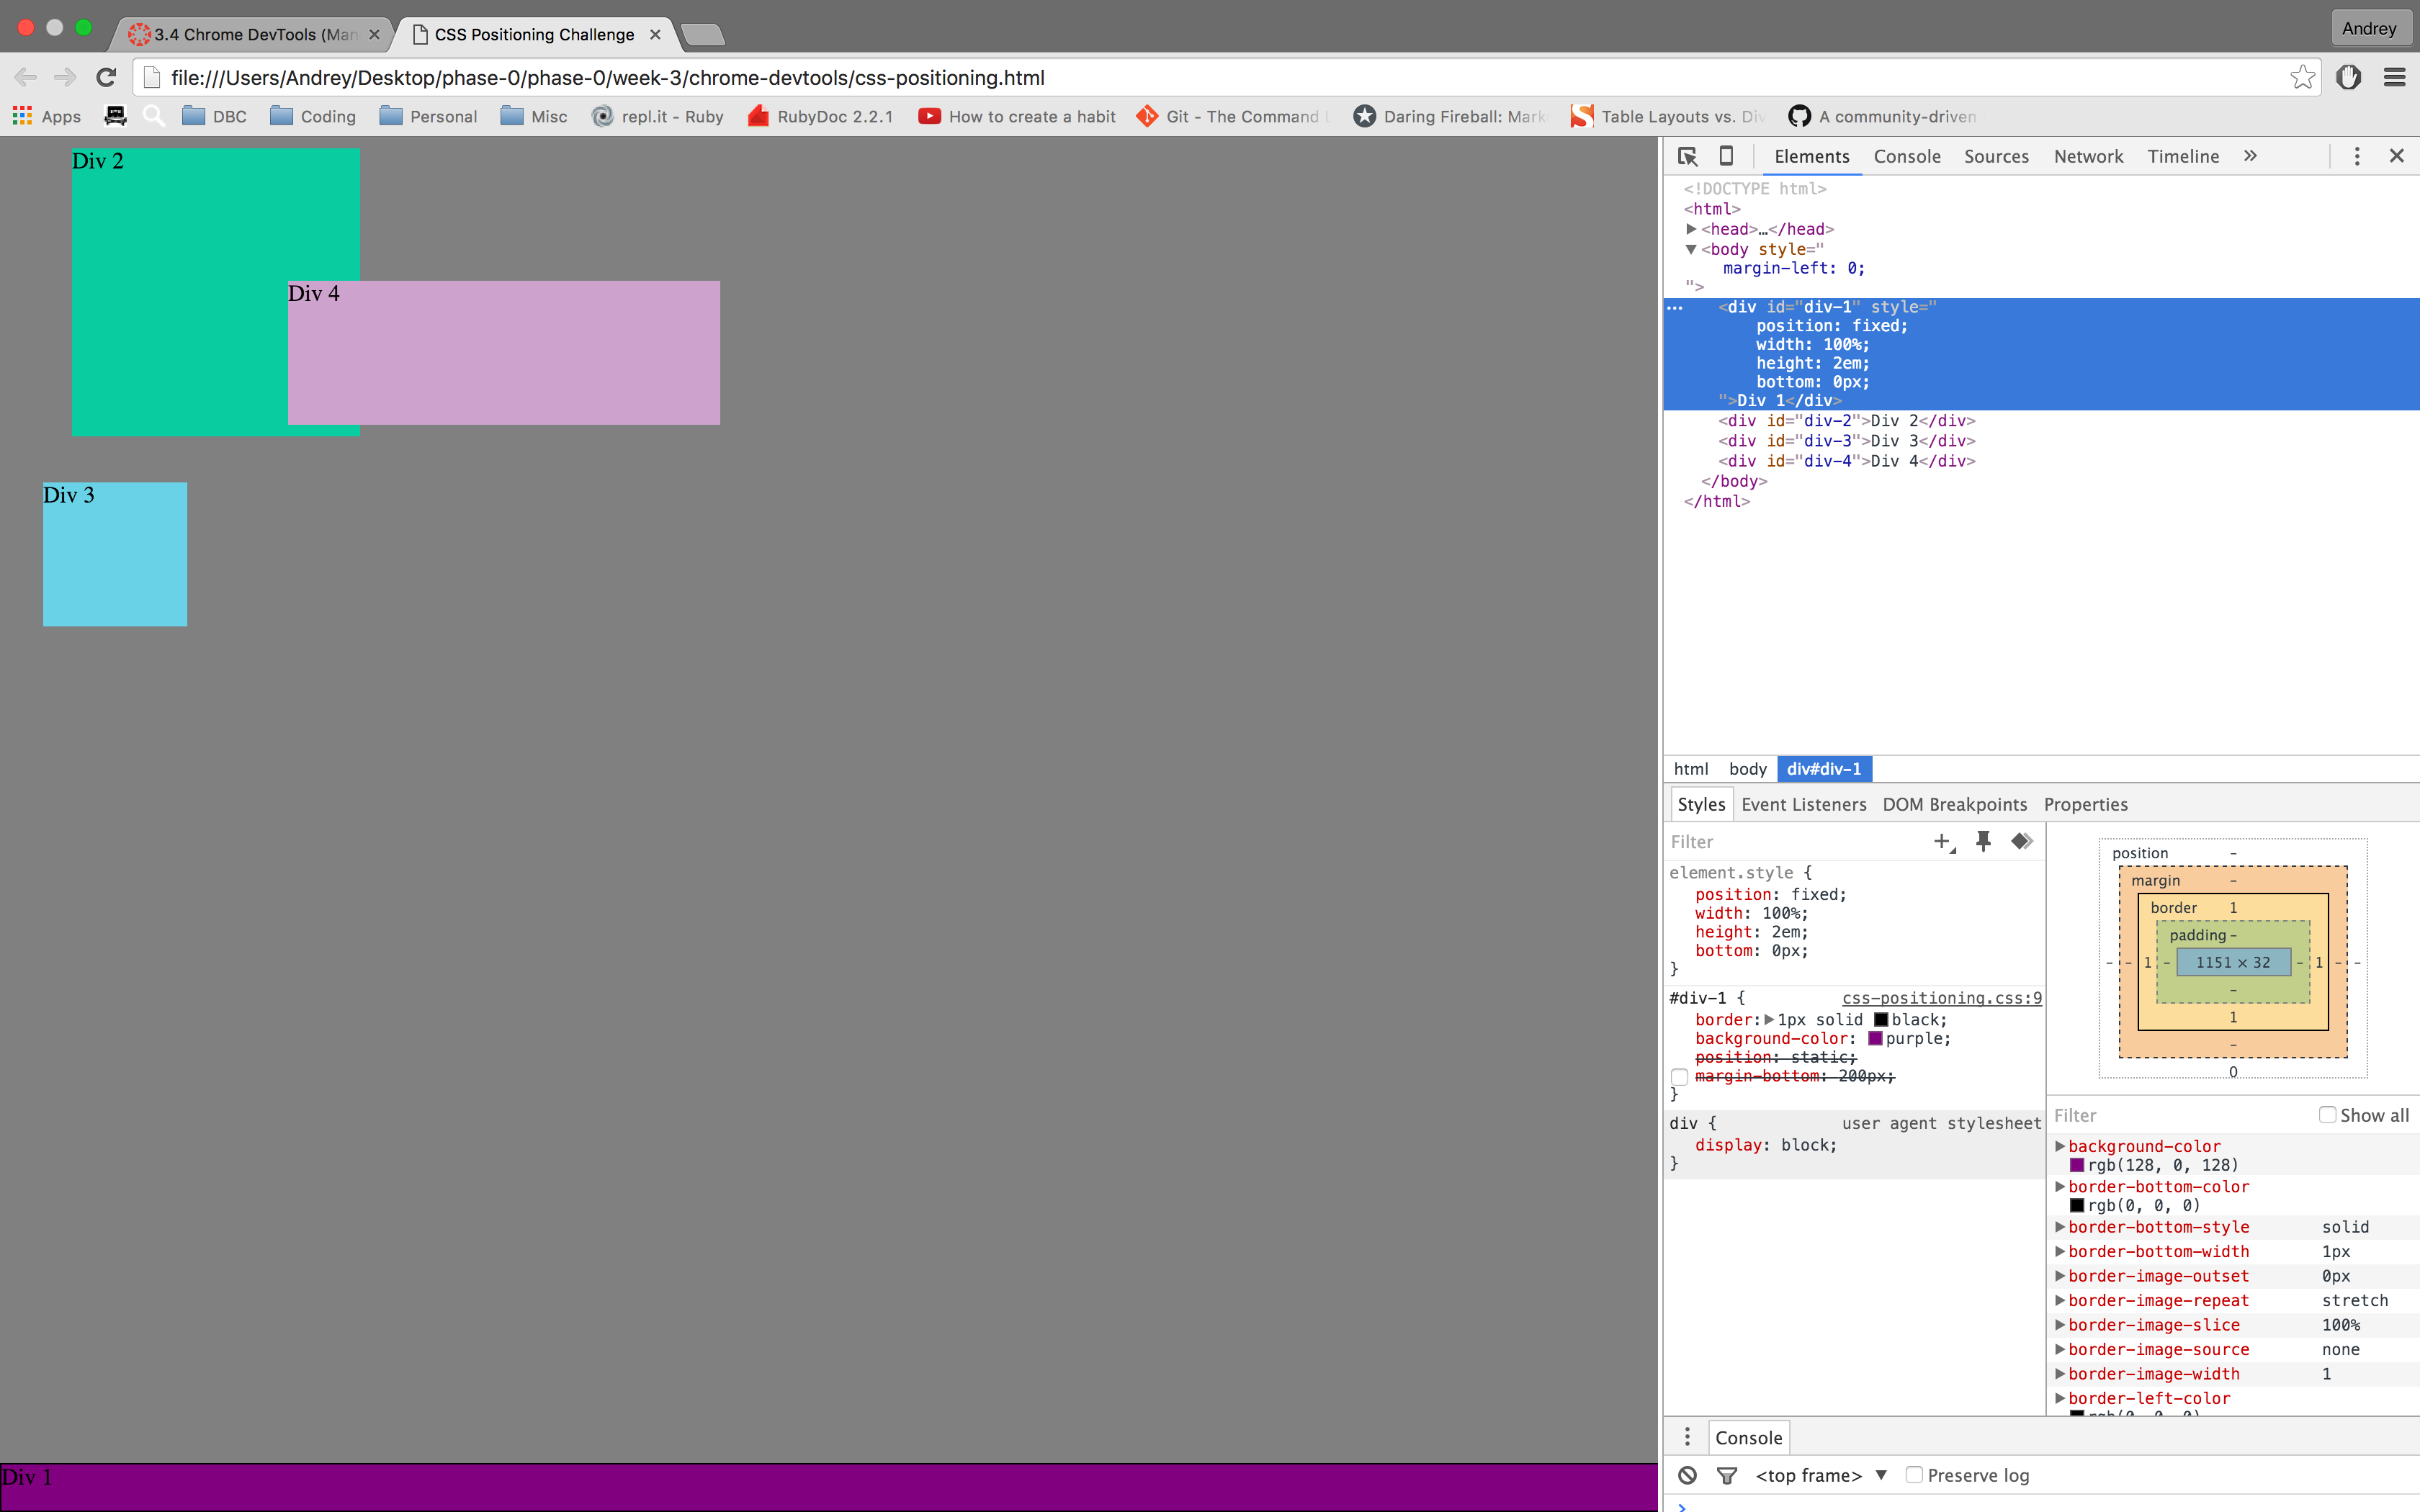 3.4 Chrome DevTools (Man
CSS Positioning Challenge
Andrey
file:///Users/Andrey/Desktop/phase-0/phase-0/week-3/chrome-devtools/css-positioning.html
Apps DBC Coding Personal Misc repl.it - Ruby RubyDoc 2.2.1 How to create a habit Git - The Command Daring Fireball: Mark Table Layouts vs. Div A community-driven
Div 2
Div 4
Div 3
Div 1
Elements Console Sources Network Timeline »
<!DOCTYPE html>
<html>
<head>…</head>
<body style="
margin-left: 0;
">
<div id="div-1" style="
position: fixed;
width: 100%;
height: 2em;
bottom: 0px;
">Div 1</div>
<div id="div-2">Div 2</div>
<div id="div-3">Div 3</div>
<div id="div-4">Div 4</div>
</body>
</html>
html body div#div-1
Styles Event Listeners DOM Breakpoints Properties
Filter
element.style {
position: fixed;
width: 100%;
height: 2em;
bottom: 0px;
}
#div-1 { css-positioning.css:9
border: 1px solid black;
background-color: purple;
position: static;
margin-bottom: 200px;
}
div { user agent stylesheet
display: block;
}
position -
margin -
border 1
padding -
- - 1 - 1151 × 32 - 1 - -
-
1
-
0
Filter Show all
background-color
rgb(128, 0, 128)
border-bottom-color
rgb(0, 0, 0)
border-bottom-style solid
border-bottom-width 1px
border-image-outset 0px
border-image-repeat stretch
border-image-slice 100%
border-image-source none
border-image-width 1
border-left-color
rgb(0, 0, 0)
Console
<top frame> ▼ Preserve log
>